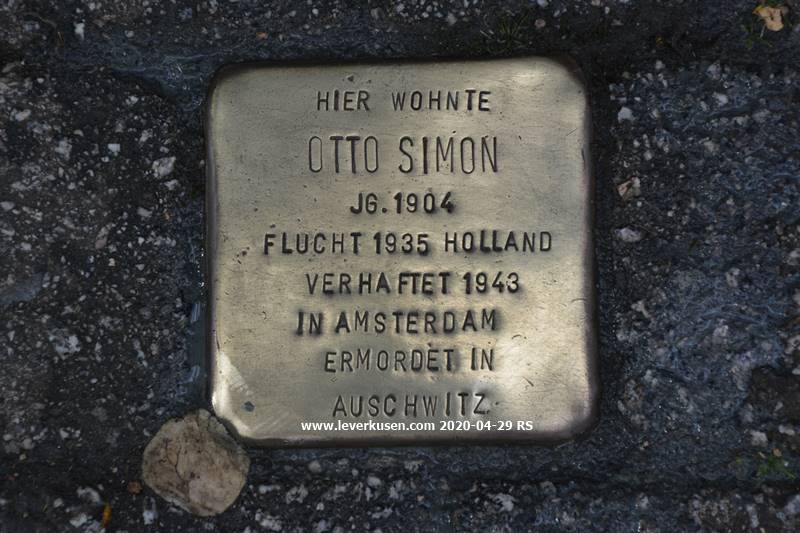 HIER WOHNTE
OTTO SIMON
JG. 1904
FLUCHT 1935 HOLLAND
VERHAFTET 1943
IN AMSTERDAM
ERMORDET IN
AUSCHWITZ
www.leverkusen.com 2020-04-29 RS